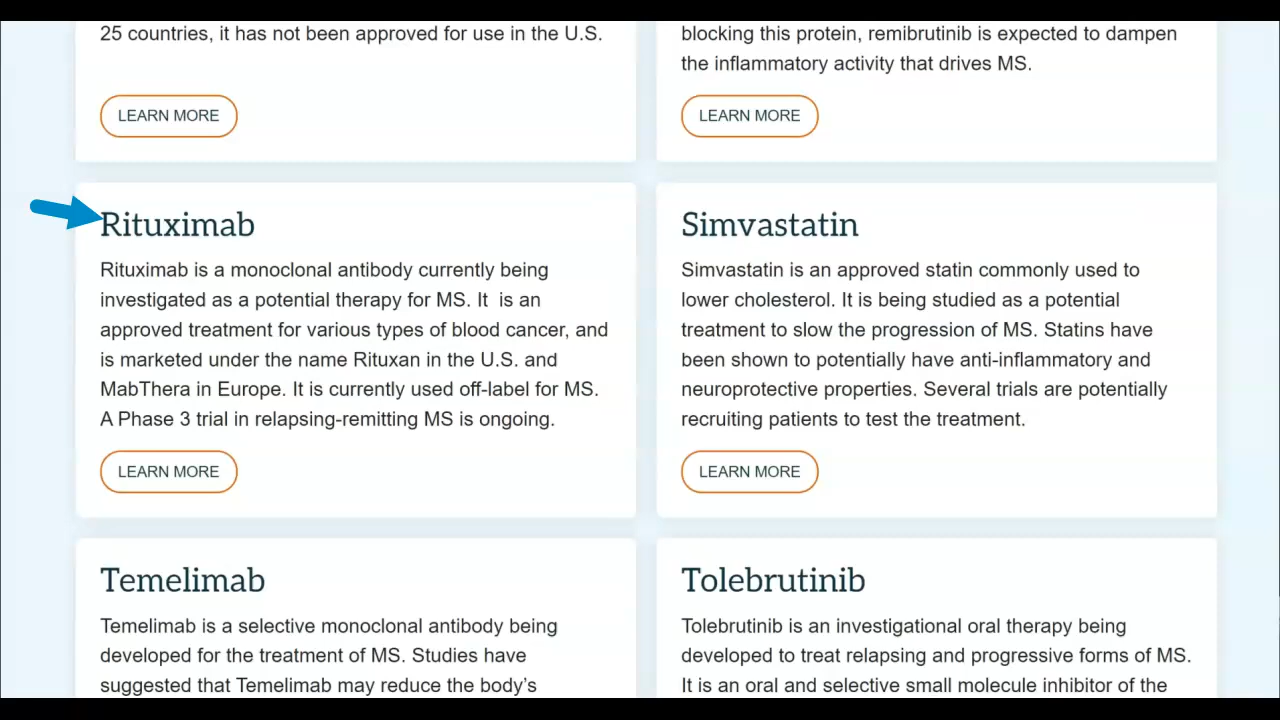 25 countries, it has not been approved for use in the U.S.
LEARN MORE
blocking this protein, remibrutinib is expected to dampen
the inflammatory activity that drives MS.
LEARN MORE
Rituximab
Rituximab is a monoclonal antibody currently being
investigated as a potential therapy for MS. It  is an
approved treatment for various types of blood cancer, and
is marketed under the name Rituxan in the U.S. and
MabThera in Europe. It is currently used off-label for MS.
A Phase 3 trial in relapsing-remitting MS is ongoing.
LEARN MORE
Simvastatin
Simvastatin is an approved statin commonly used to
lower cholesterol. It is being studied as a potential
treatment to slow the progression of MS. Statins have
been shown to potentially have anti-inflammatory and
neuroprotective properties. Several trials are potentially
recruiting patients to test the treatment.
LEARN MORE
Temelimab
Temelimab is a selective monoclonal antibody being
developed for the treatment of MS. Studies have
suggested that Temelimab may reduce the body’s
Tolebrutinib
Tolebrutinib is an investigational oral therapy being
developed to treat relapsing and progressive forms of MS.
It is an oral and selective small molecule inhibitor of the